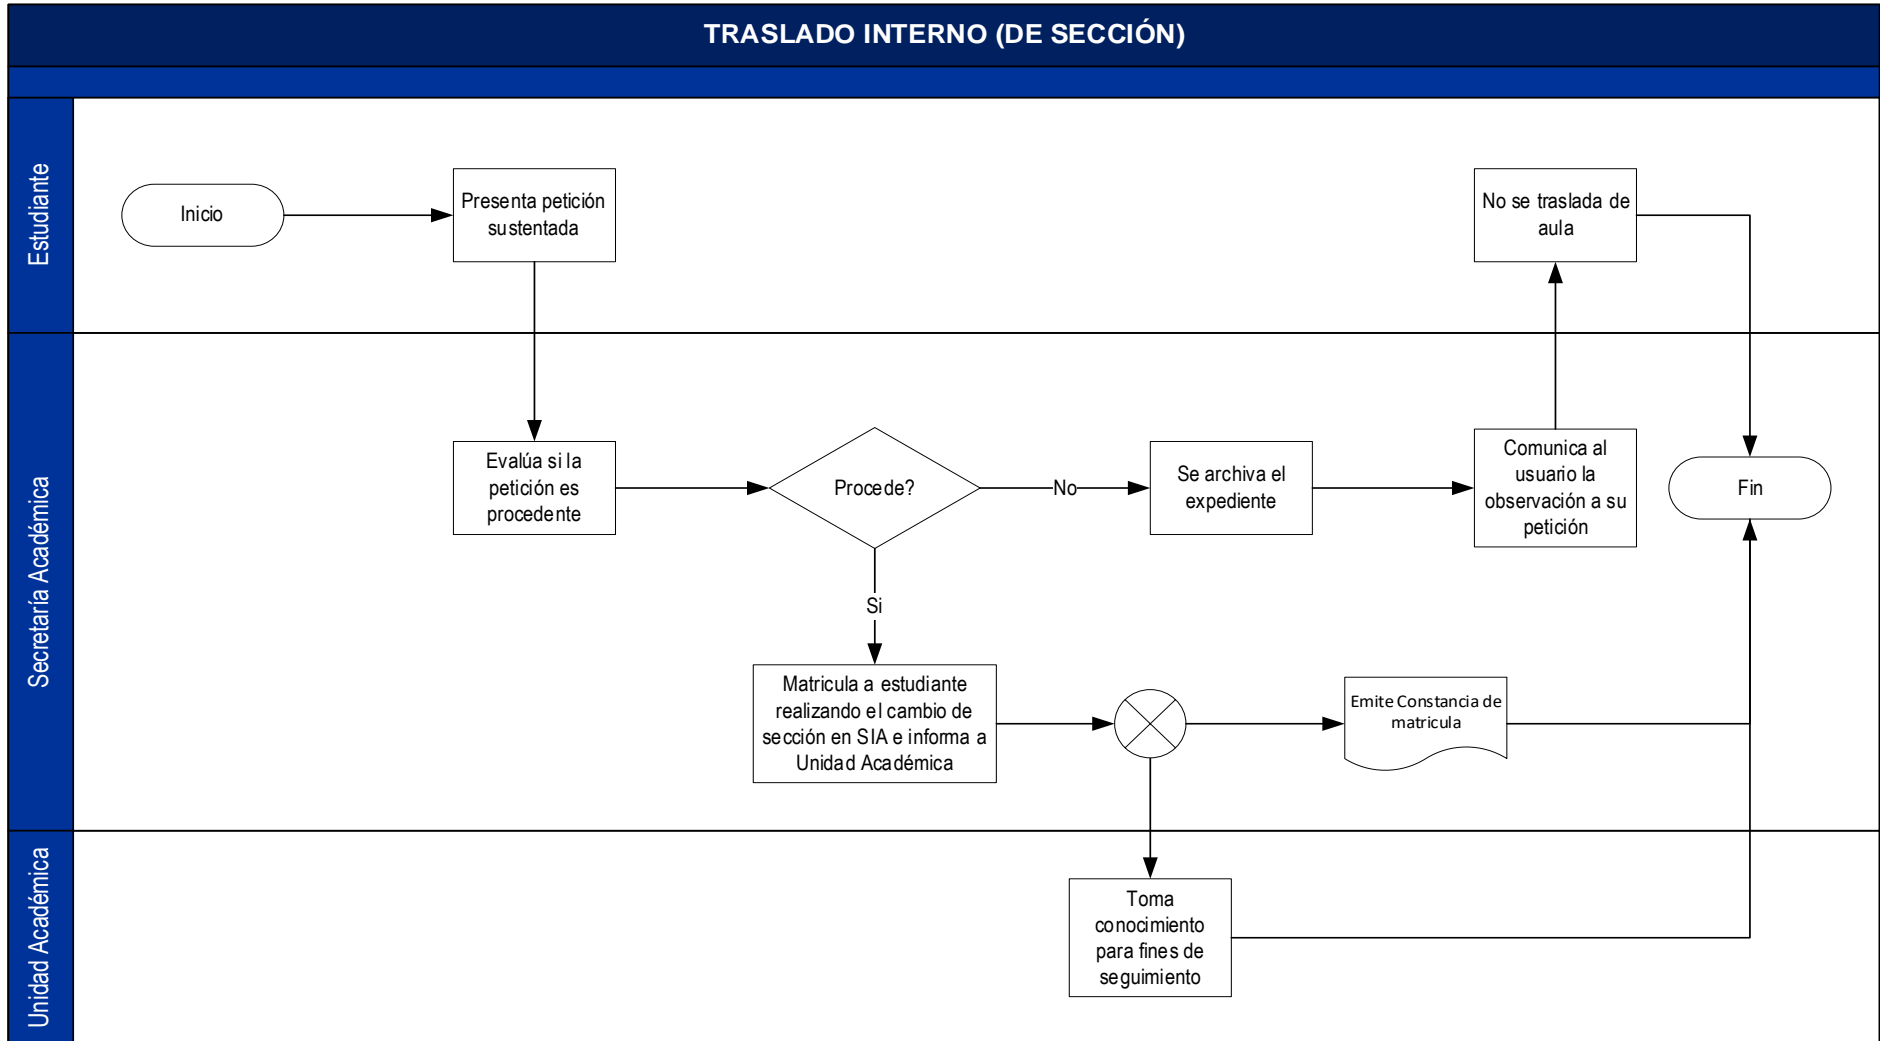 TRASLADO INTERNO (DE SECCIÓN)
Estudiante
Inicio
Presenta petición
sustentada
No se traslada de
aula
Secretaría Académica
Evalúa si la
petición es
procedente
Procede?
No
Se archiva el
expediente
Comunica al
usuario la
observación a su
petición
Fin
Si
Matricula a estudiante
realizando el cambio de
sección en SIA e informa a
Unidad Académica
Emite Constancia de
matricula
Unidad Académica
Toma
conocimiento
para fines de
seguimiento